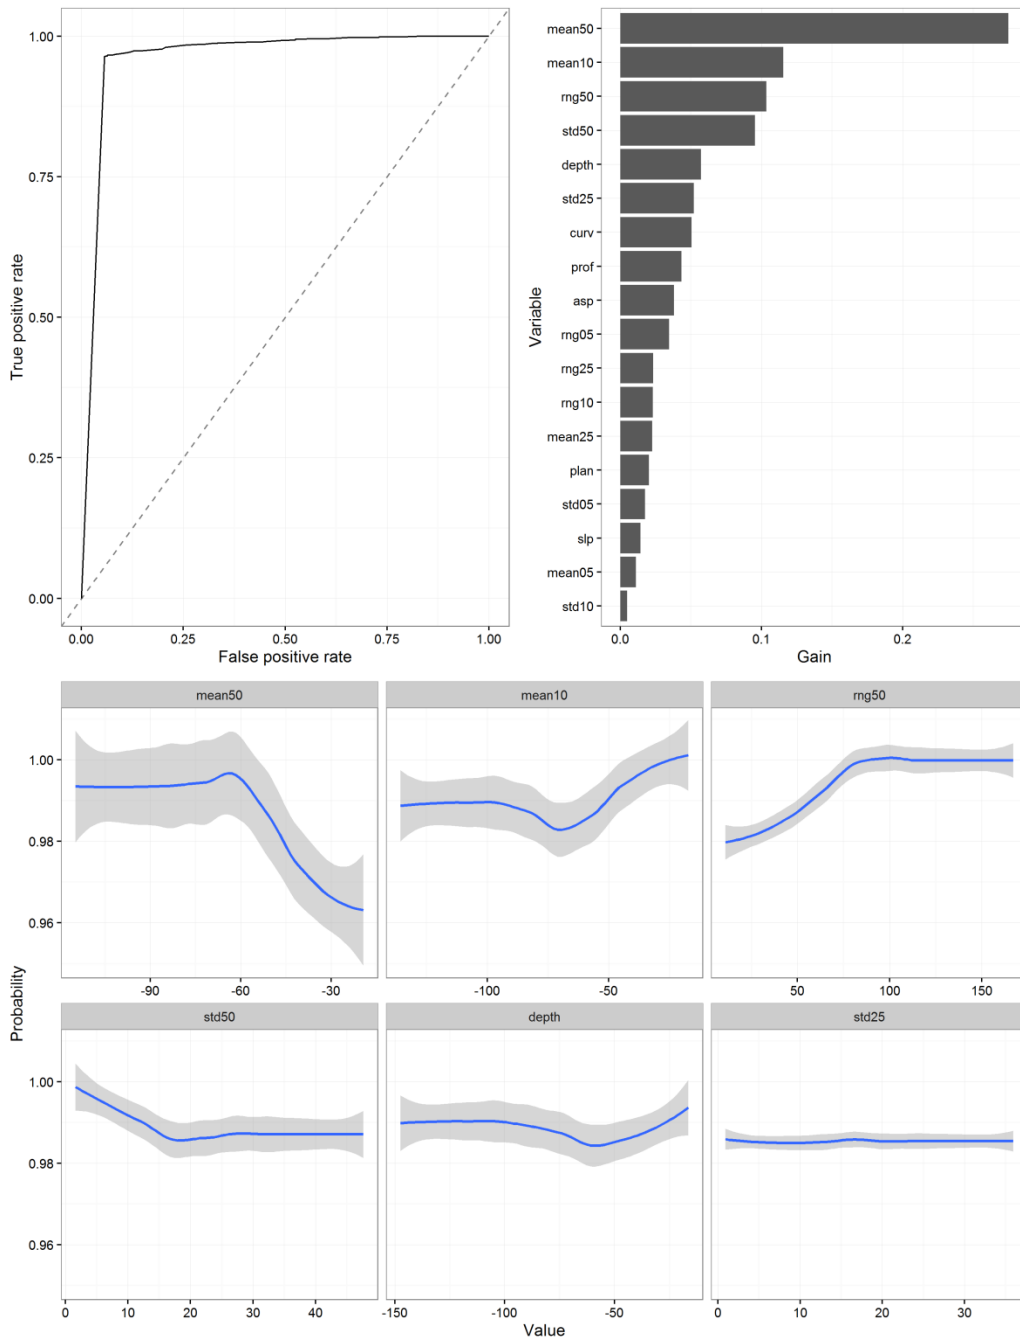 1.00
0.75
0.50
0.25
0.00
True positive rate
0.00 0.25 0.50 0.75 1.00
False positive rate
mean50
mean10
rng50
std50
depth
std25
curv
prof
asp
rng05
rng25
rng10
mean25
plan
std05
slp
mean05
std10
Variable
0.0 0.1 0.2
Gain
mean50 mean10 rng50
1.00
0.98
0.96
-90 -60 -30 -100 -50 50 100 150
Probability
std50 depth std25
1.00
0.98
0.96
0 10 20 30 40 -150 -100 -50 0 10 20 30
Value